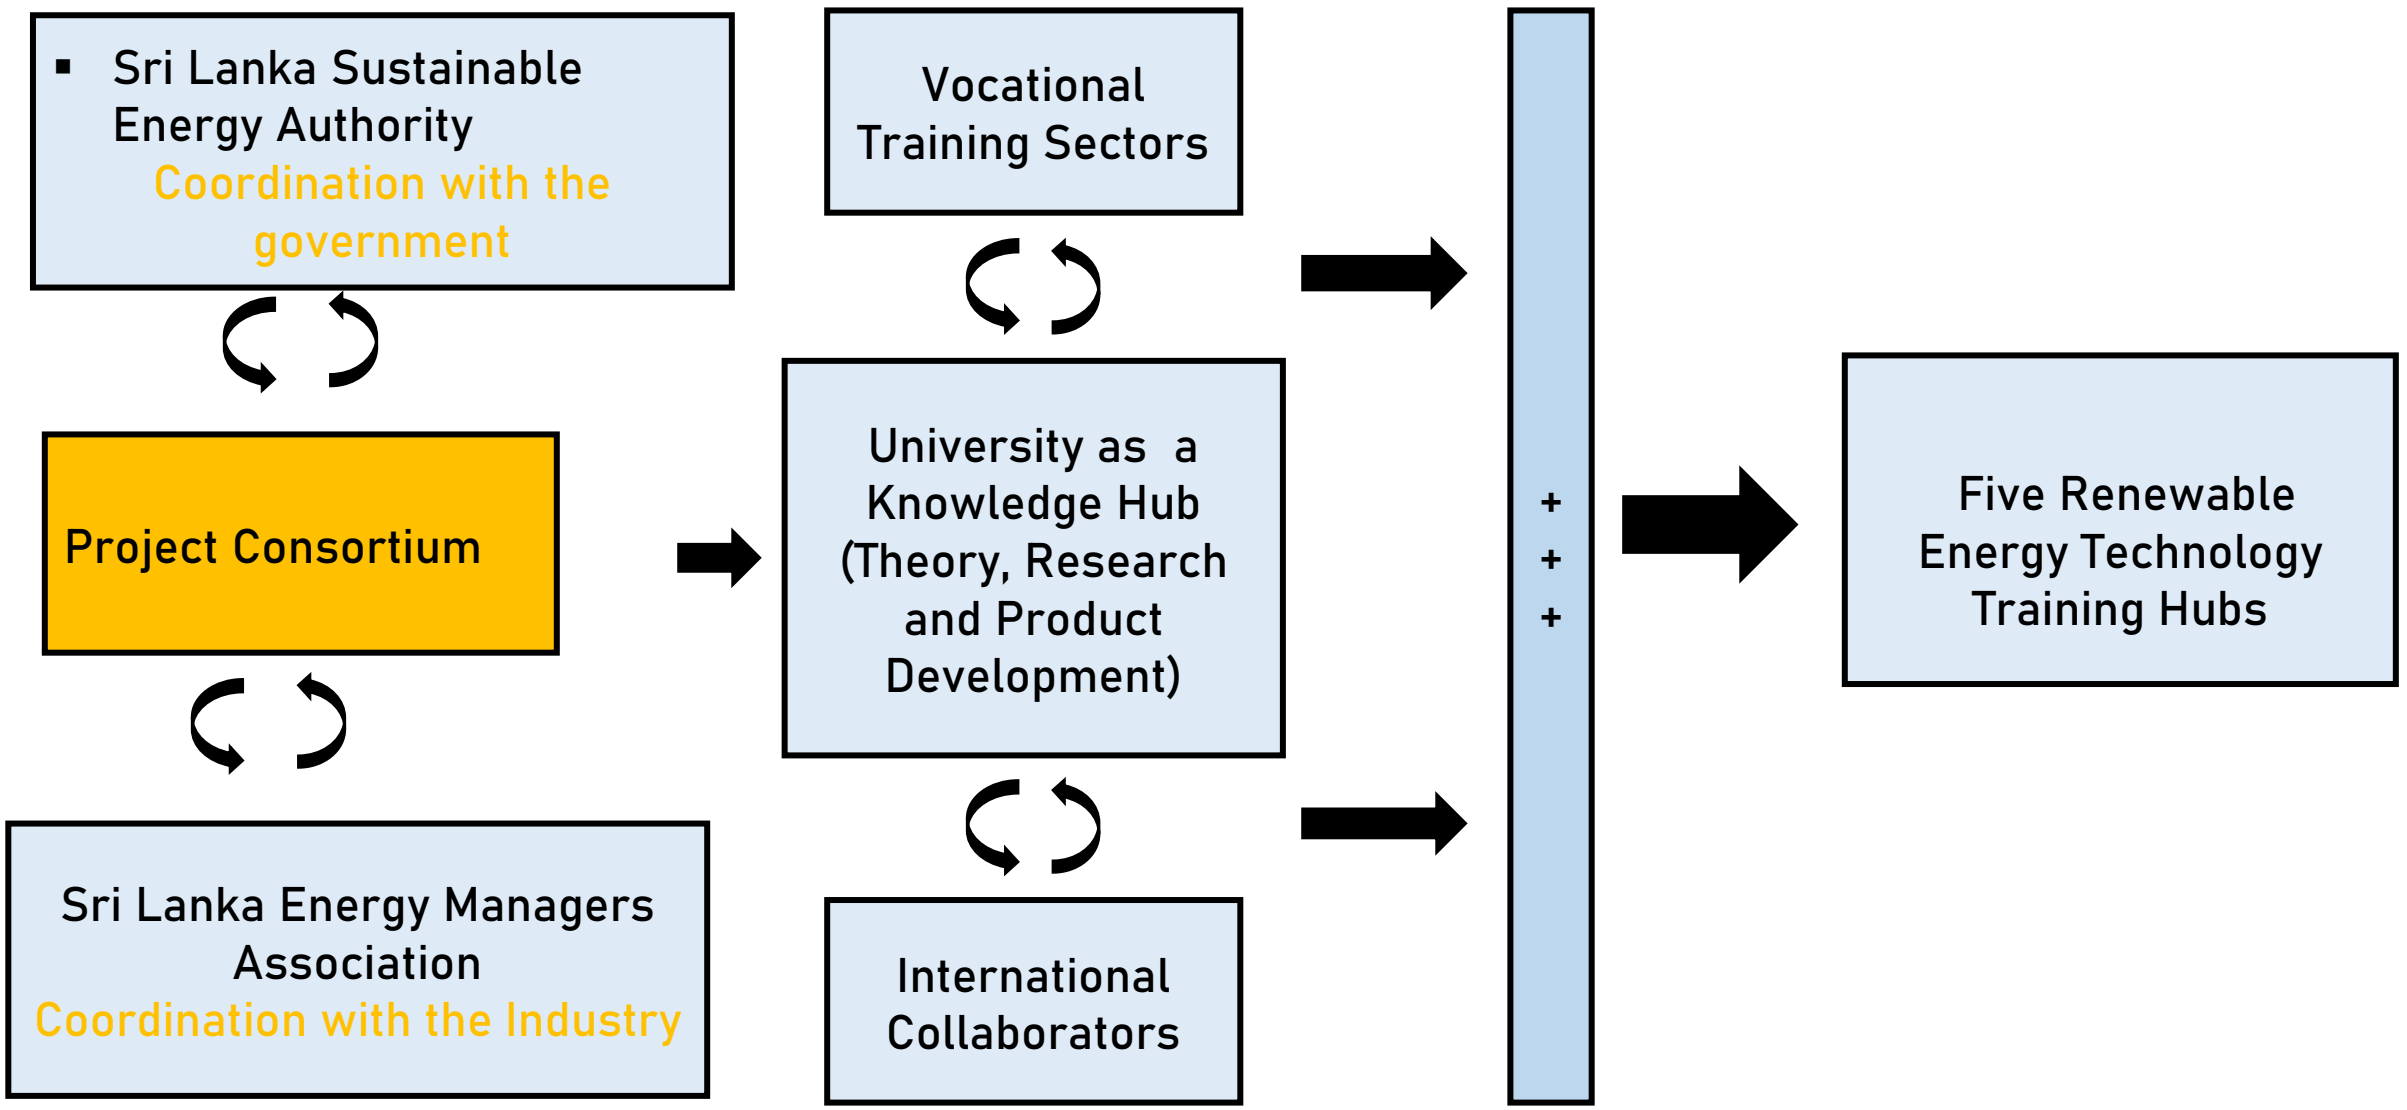 ▪ Sri Lanka Sustainable
Energy Authority
Coordination with the
government
Project Consortium
Sri Lanka Energy Managers
Association
Coordination with the Industry
Vocational
Training Sectors
University as a
Knowledge Hub
(Theory, Research
and Product
Development)
International
Collaborators
+
+
+
Five Renewable
Energy Technology
Training Hubs